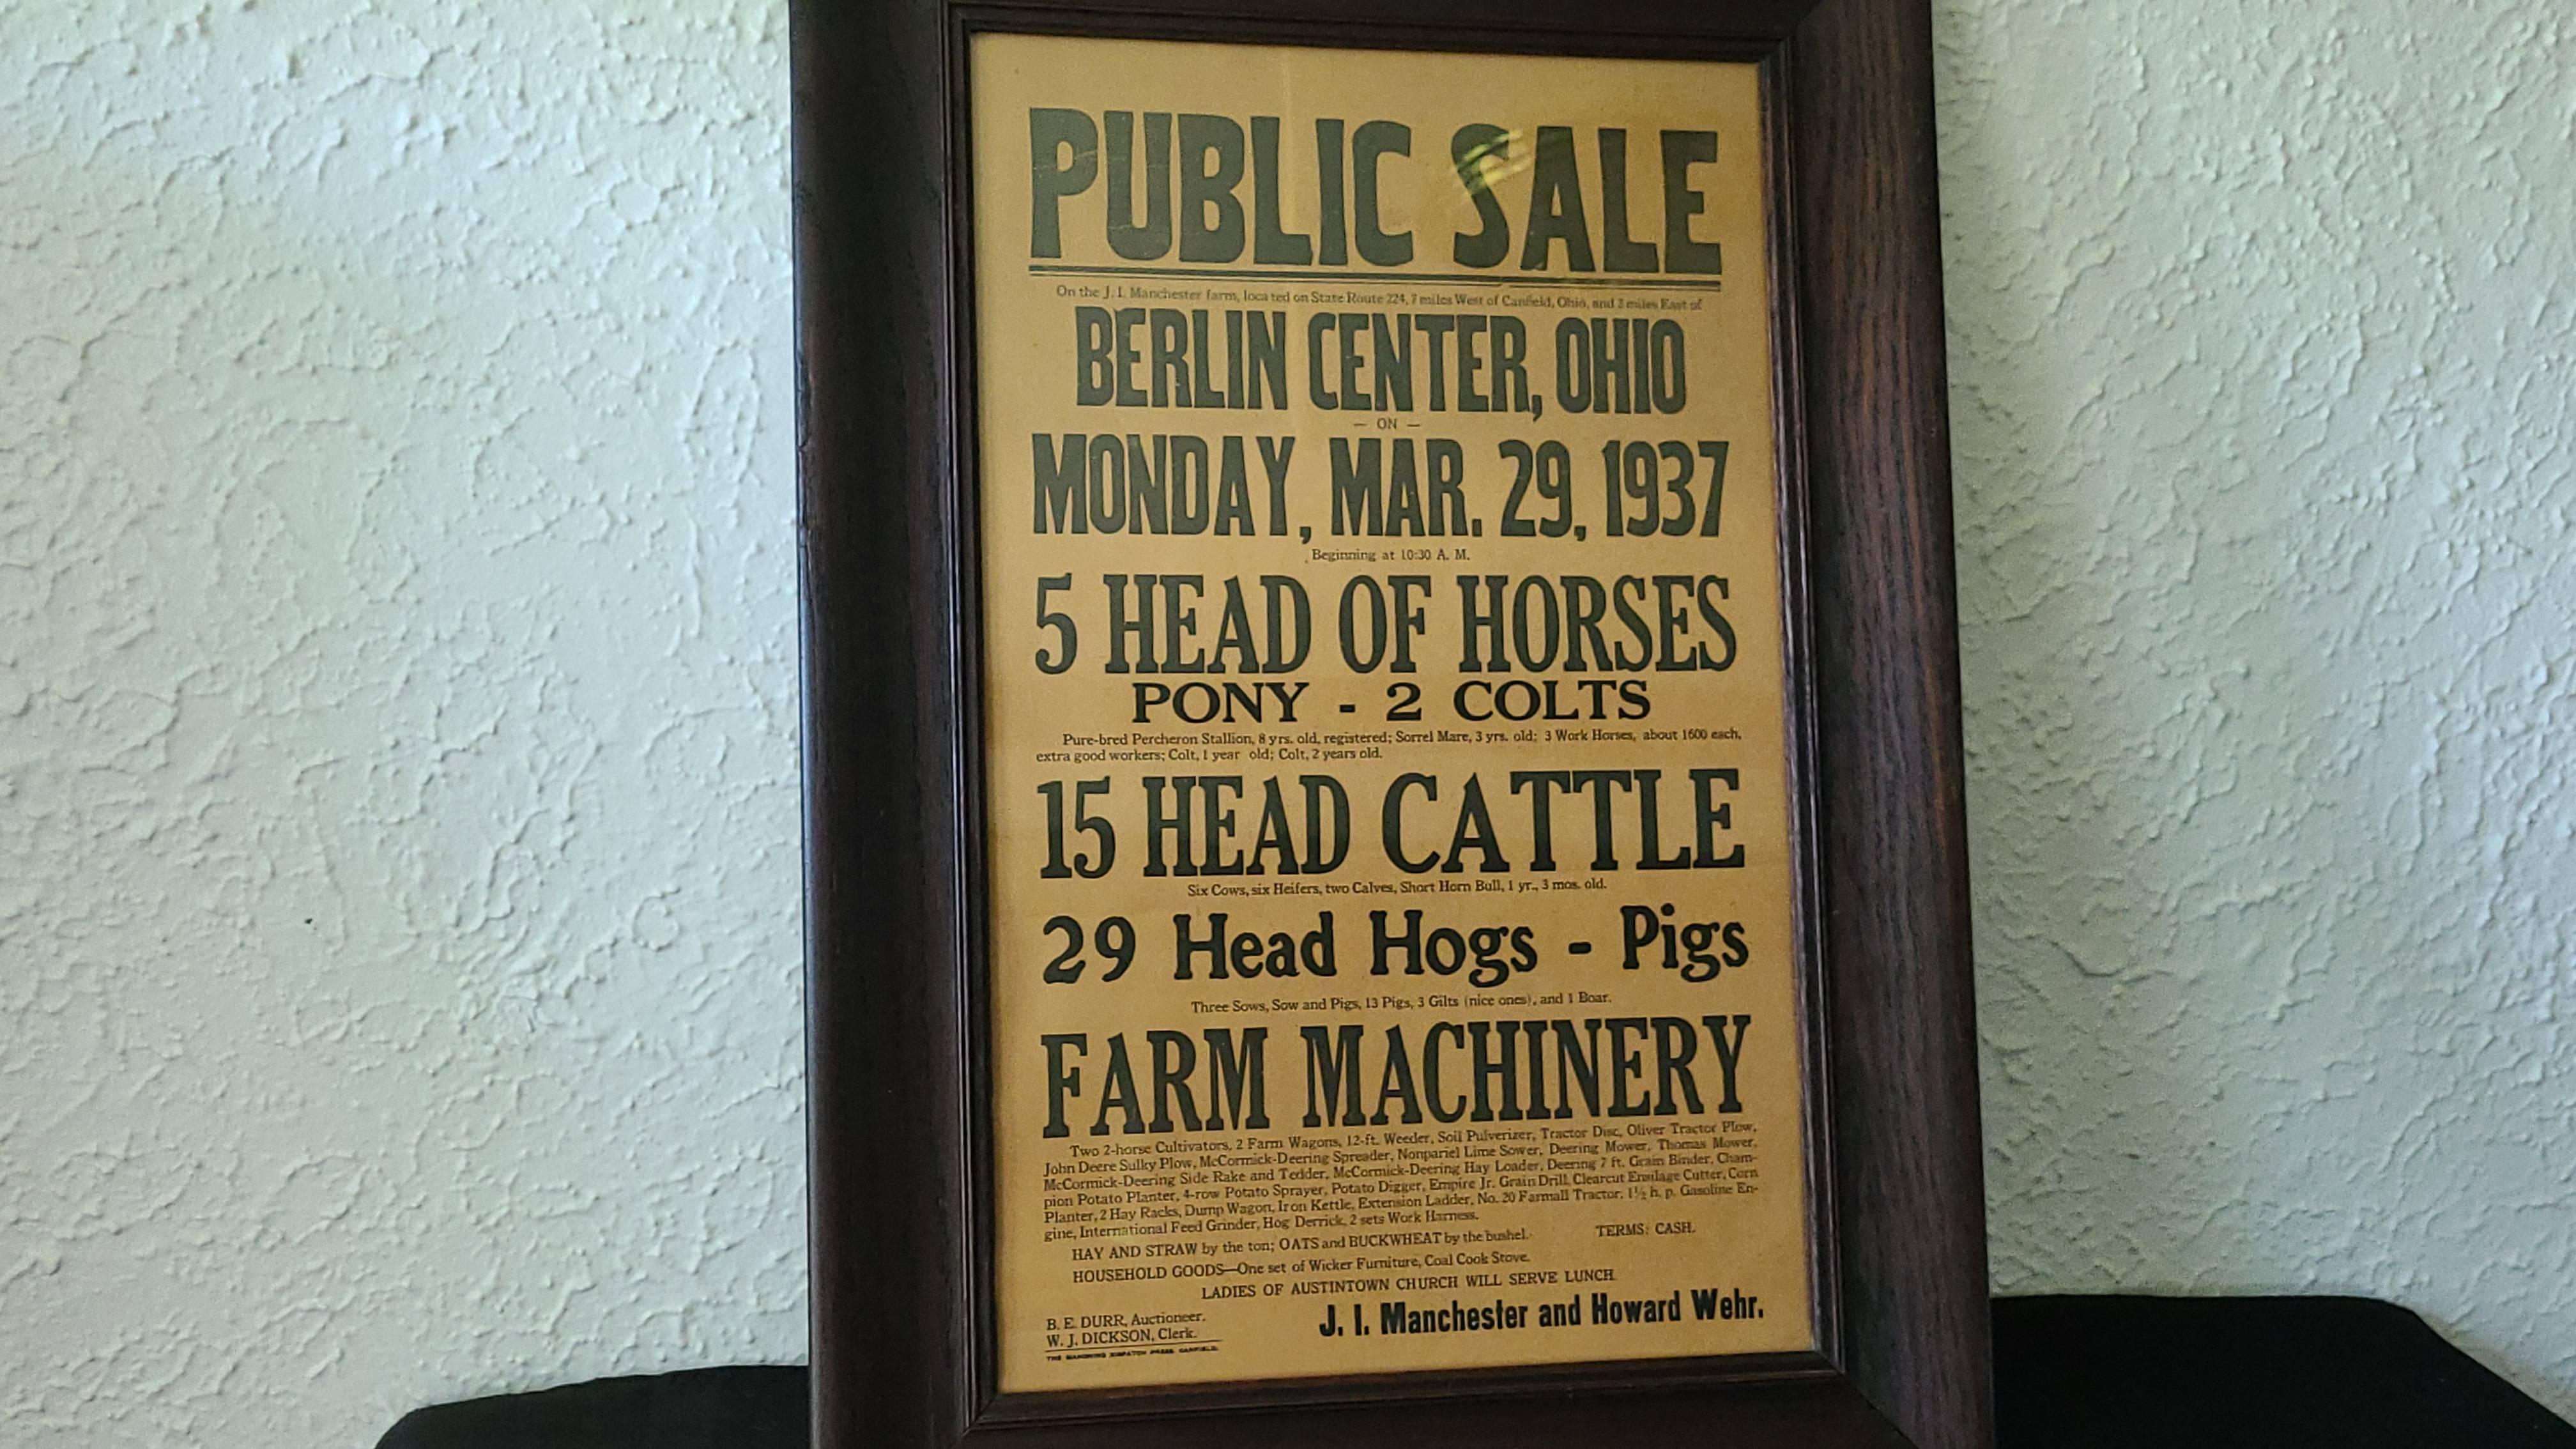 PUBLIC SALE
On the J. I. Manchester farm, loca ted on State Route 224, 7 miles West of Canfield, Ohio, and 3 miles East of
BERLIN CENTER, OHIO
— ON —
MONDAY, MAR. 29, 1937
Beginning at 10:30 A. M.
5 HEAD OF HORSES
PONY - 2 COLTS
Pure-bred Percheron Stallion, 8 yrs. old, registered; Sorrel Mare, 3 yrs. old; 3 Work Horses, about 1600 each,
extra good workers; Colt, 1 year old; Colt, 2 years old.
15 HEAD CATTLE
Six Cows, six Heifers, two Calves, Short Horn Bull, 1 yr., 3 mos. old.
29 Head Hogs - Pigs
Three Sows, Sow and Pigs, 13 Pigs, 3 Gilts (nice ones), and 1 Boar.
FARM MACHINERY
Two 2-horse Cultivators, 2 Farm Wagons, 12-ft. Weeder, Soil Pulverizer, Tractor Disc, Oliver Tractor Plow,
John Deere Sulky Plow, McCormick-Deering Spreader, Nonpariel Lime Sower, Deering Mower, Thomas Mower,
McCormick-Deering Side Rake and Tedder, McCormick-Deering Hay Loader, Deering 7 ft. Grain Binder, Cham-
pion Potato Planter, 4-row Potato Sprayer, Potato Digger, Empire Jr. Grain Drill, Clearcut Ensilage Cutter, Corn
Planter, 2 Hay Racks, Dump Wagon, Iron Kettle, Extension Ladder, No. 20 Farmall Tractor, 1½ h. p. Gasoline En-
gine, International Feed Grinder, Hog Derrick, 2 sets Work Harness.
HAY AND STRAW by the ton; OATS and BUCKWHEAT by the bushel. TERMS: CASH.
HOUSEHOLD GOODS—One set of Wicker Furniture, Coal Cook Stove.
LADIES OF AUSTINTOWN CHURCH WILL SERVE LUNCH
B. E. DURR, Auctioneer.
W. J. DICKSON, Clerk.
J. I. Manchester and Howard Wehr.
THE MAHONING DISPATCH PRESS, CANFIELD.